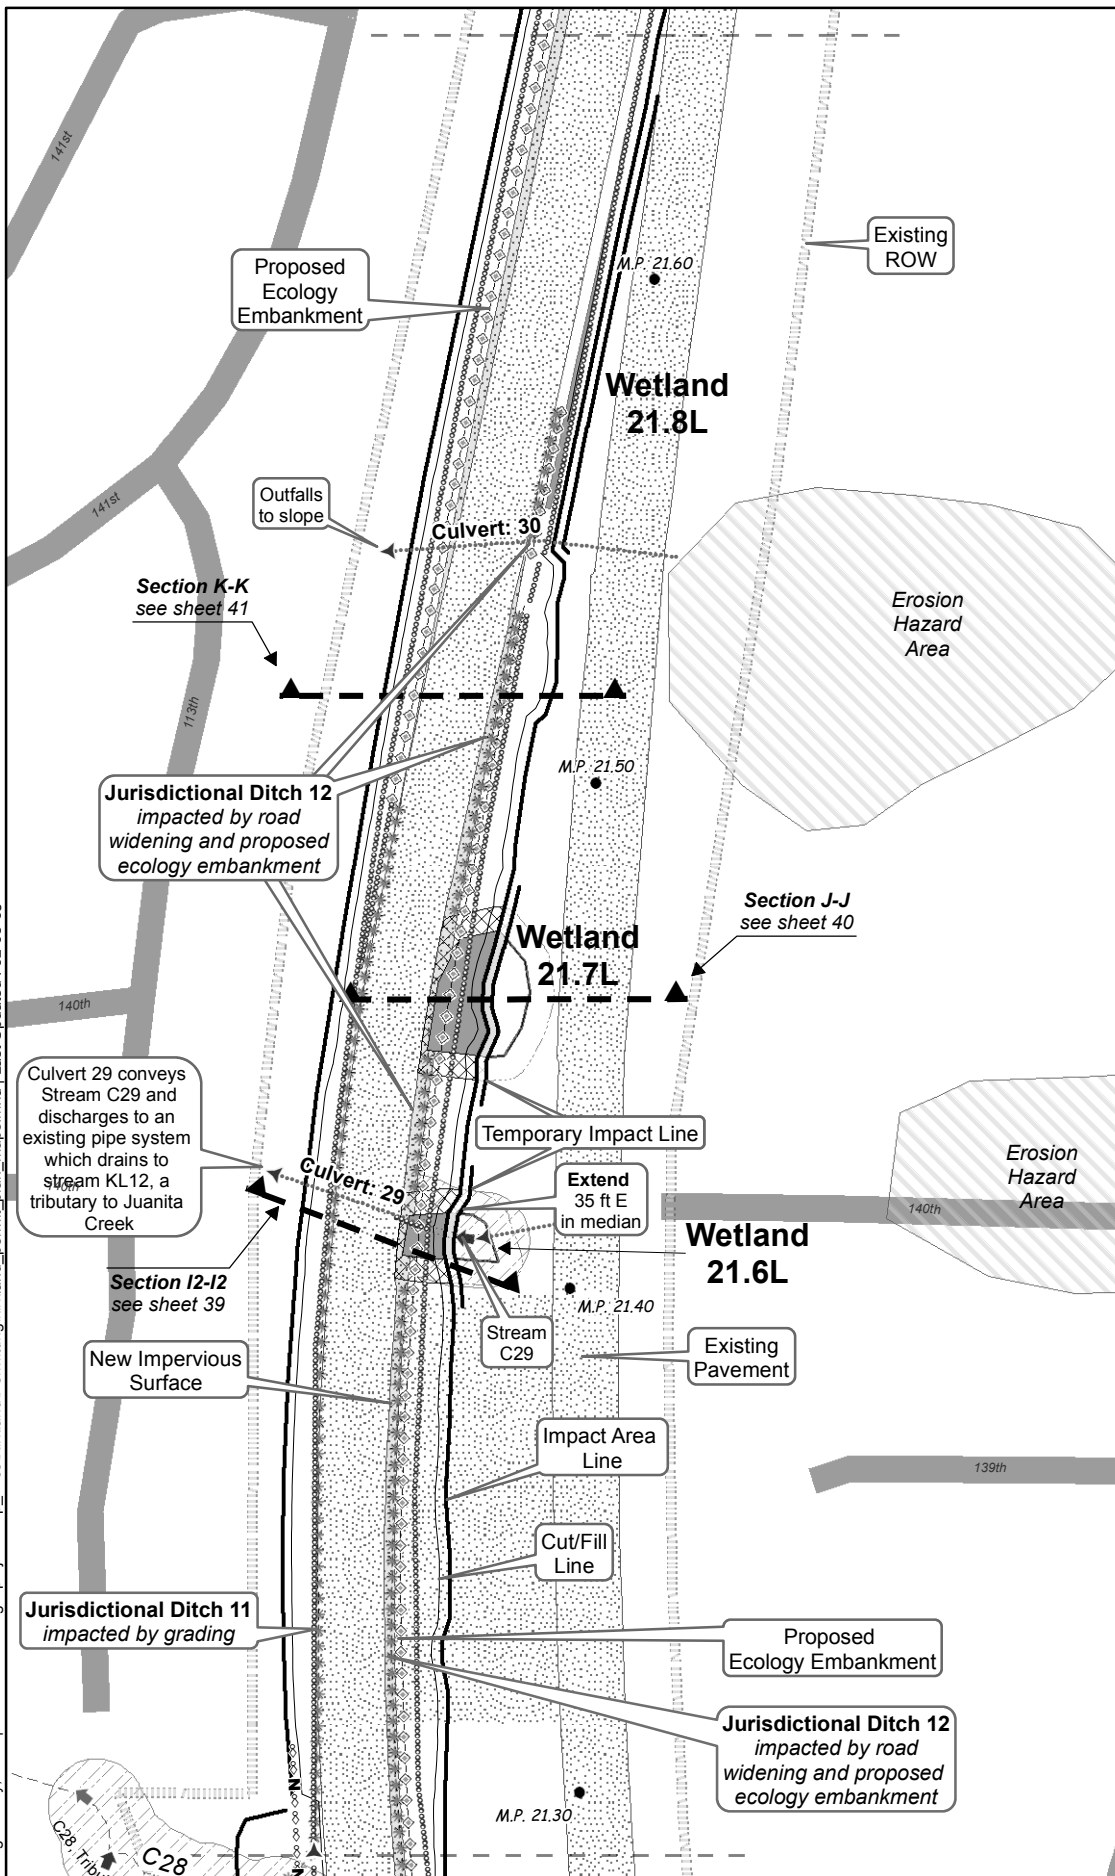 141st
Proposed
Ecology
Embankment
Existing
ROW
M.P. 21.60
Wetland
21.8L
141st
Outfalls
to slope
Culvert: 30
Section K-K
see sheet 41
Erosion
Hazard
Area
113th
M.P. 21.50
Jurisdictional Ditch 12
impacted by road
widening and proposed
ecology embankment
Section J-J
see sheet 40
Wetland
21.7L
140th
Culvert 29 conveys
Stream C29 and
discharges to an
existing pipe system
which drains to
stream KL12, a
tributary to Juanita
Creek
140th
Temporary Impact Line
Culvert: 29
Extend
35 ft E
in median
Erosion
Hazard
Area
140th
Wetland
21.6L
Section I2-I2
see sheet 39
M.P. 21.40
Stream
C29
New Impervious
Surface
Existing
Pavement
Impact Area
Line
139th
Cut/Fill
Line
Jurisdictional Ditch 11
impacted by grading
Proposed
Ecology Embankment
Jurisdictional Ditch 12
impacted by road
widening and proposed
ecology embankment
M.P. 21.30
N
C28
N